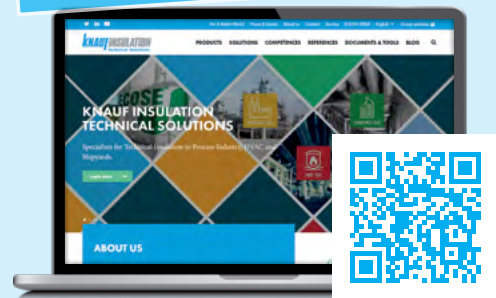 KNAUF INSULATION
Technical Solutions
PRODUCTS SOLUTIONS COMPETENCES REFERENCES DOCUMENTS & TOOLS BLOG
ECOSE
KNAUF INSULATION
TECHNICAL SOLUTIONS
Specialists for Technical Insulation in Process Industry, HVAC and
Shipyards.
ABOUT US